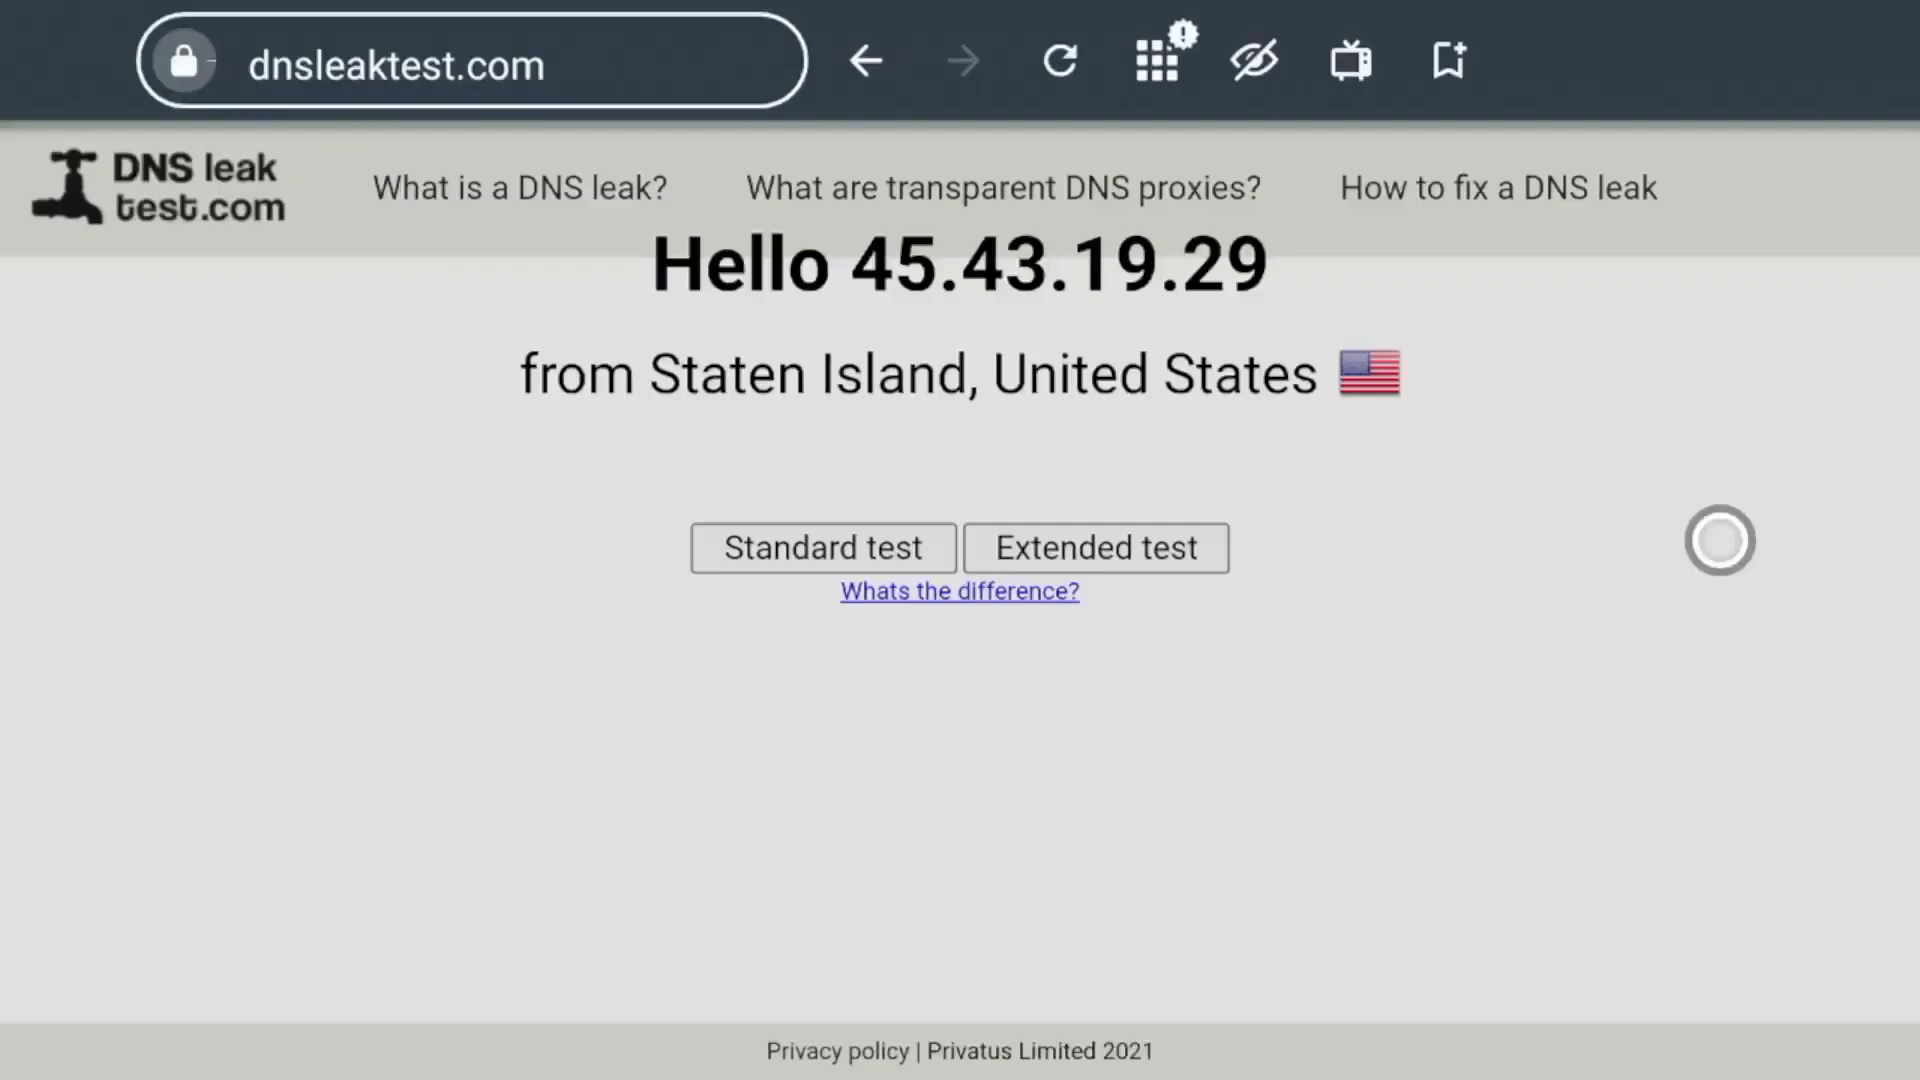 dnsleaktest.com
DNS leak
test.com
What is a DNS leak?
What are transparent DNS proxies?
How to fix a DNS leak
Hello 45.43.19.29
from Staten Island, United States
Standard test
Extended test
Whats the difference?
Privacy policy | Privatus Limited 2021